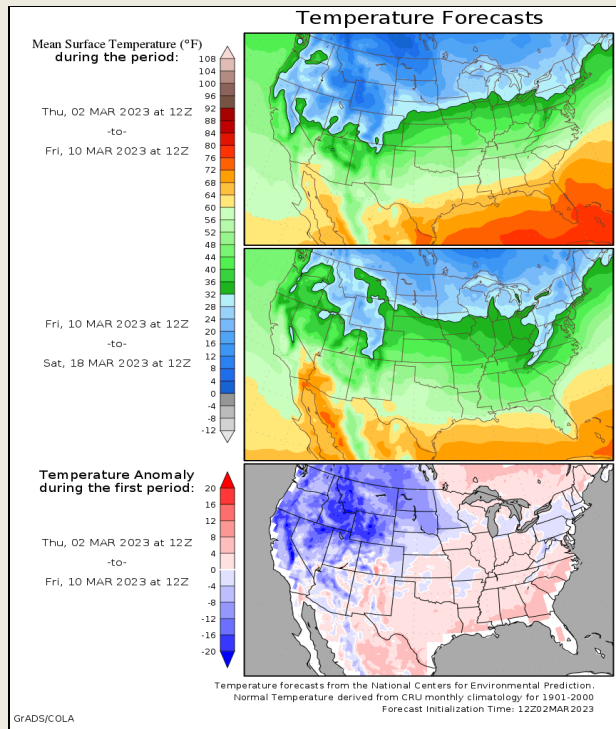 Temperature Forecasts
Mean Surface Temperature (°F)
during the period:
108
104
100
96
92
88
84
80
76
72
68
64
60
56
52
48
44
40
36
32
28
24
20
16
12
8
4
0
-4
-8
-12
Thu, 02 MAR 2023 at 12Z
-to-
Fri, 10 MAR 2023 at 12Z
Fri, 10 MAR 2023 at 12Z
-to-
Sat, 18 MAR 2023 at 12Z
Temperature Anomaly
during the first period:
20
16
12
8
4
0
-4
-8
-12
-16
-20
Thu, 02 MAR 2023 at 12Z
-to-
Fri, 10 MAR 2023 at 12Z
Temperature forecasts from the National Centers for Environmental Prediction.
Normal Temperature derived from CRU monthly climatology for 1901-2000
Forecast Initialization Time: 12Z02MAR2023
GrADS/COLA